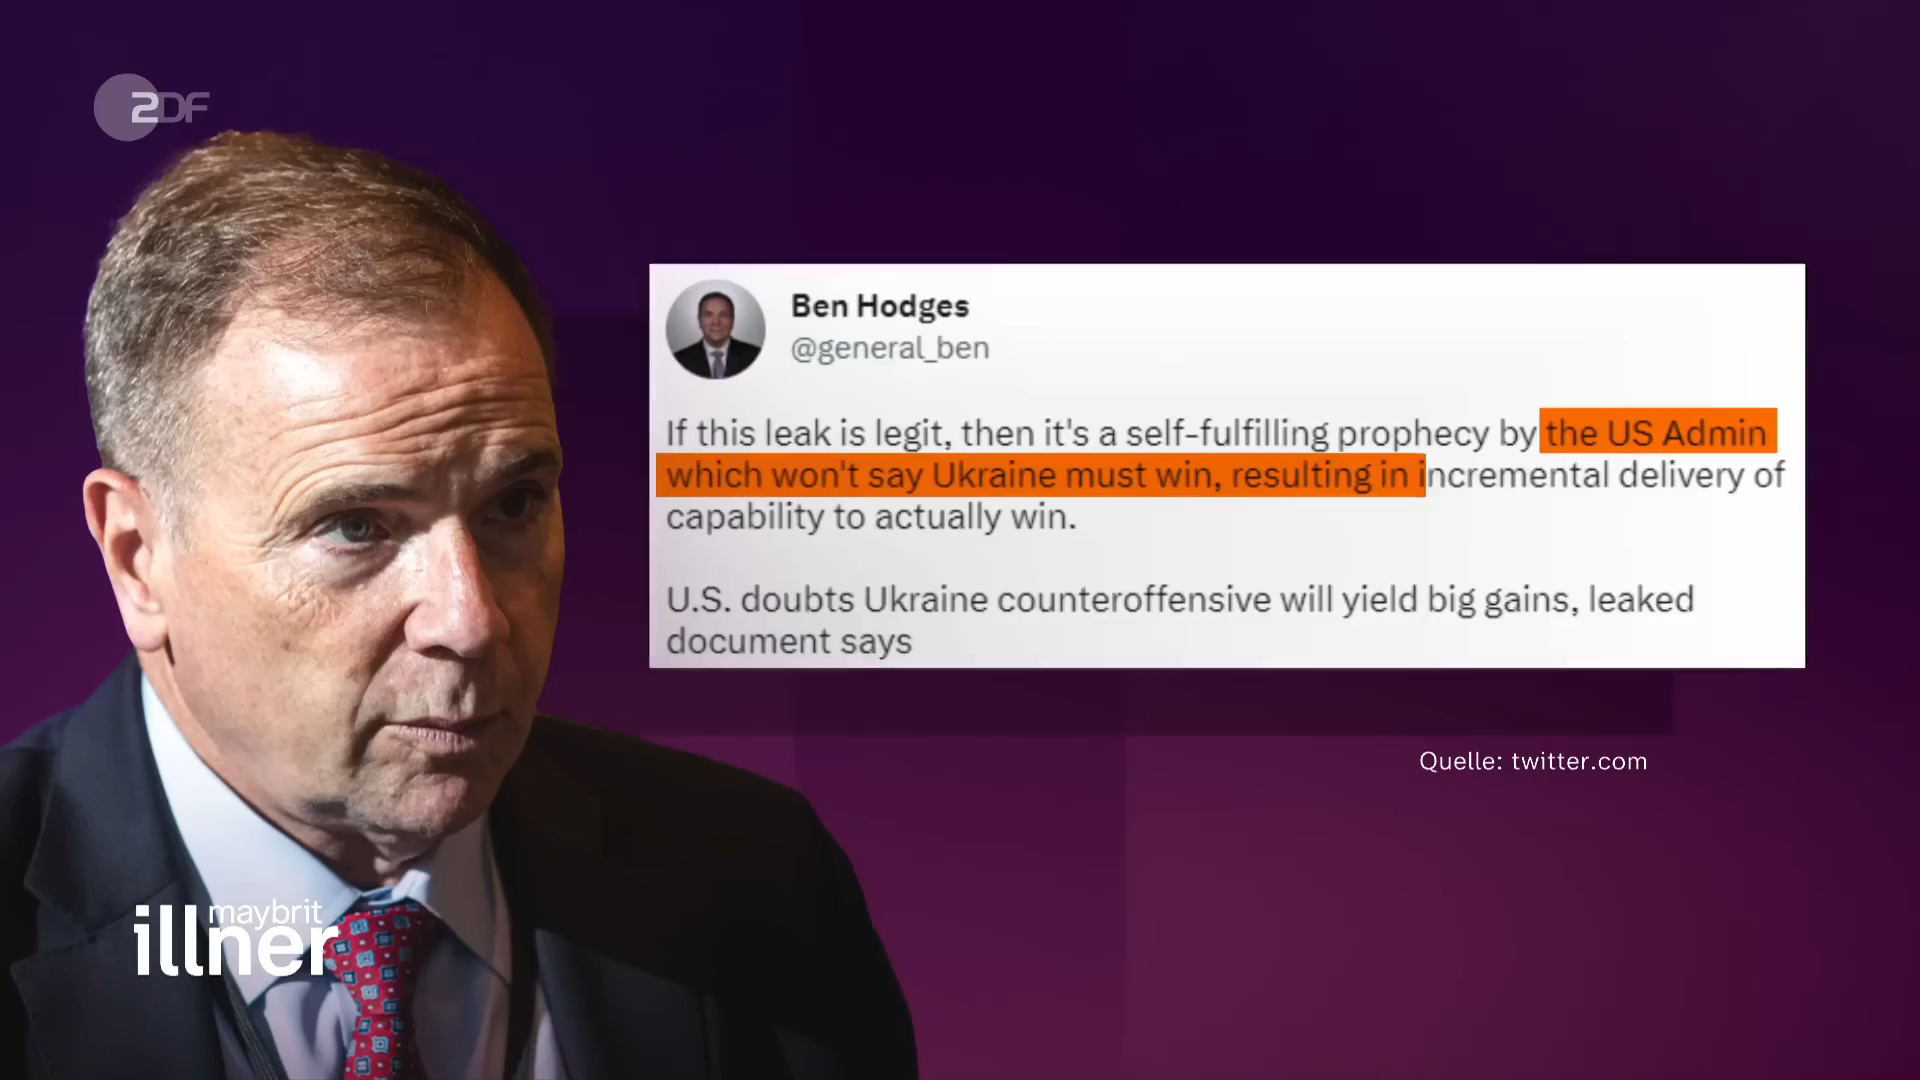 ZDF
Ben Hodges
@general_ben
If this leak is legit, then it's a self-fulfilling prophecy by the US Admin
which won't say Ukraine must win, resulting in incremental delivery of
capability to actually win.
U.S. doubts Ukraine counteroffensive will yield big gains, leaked
document says
Quelle: twitter.com
maybrit
illner